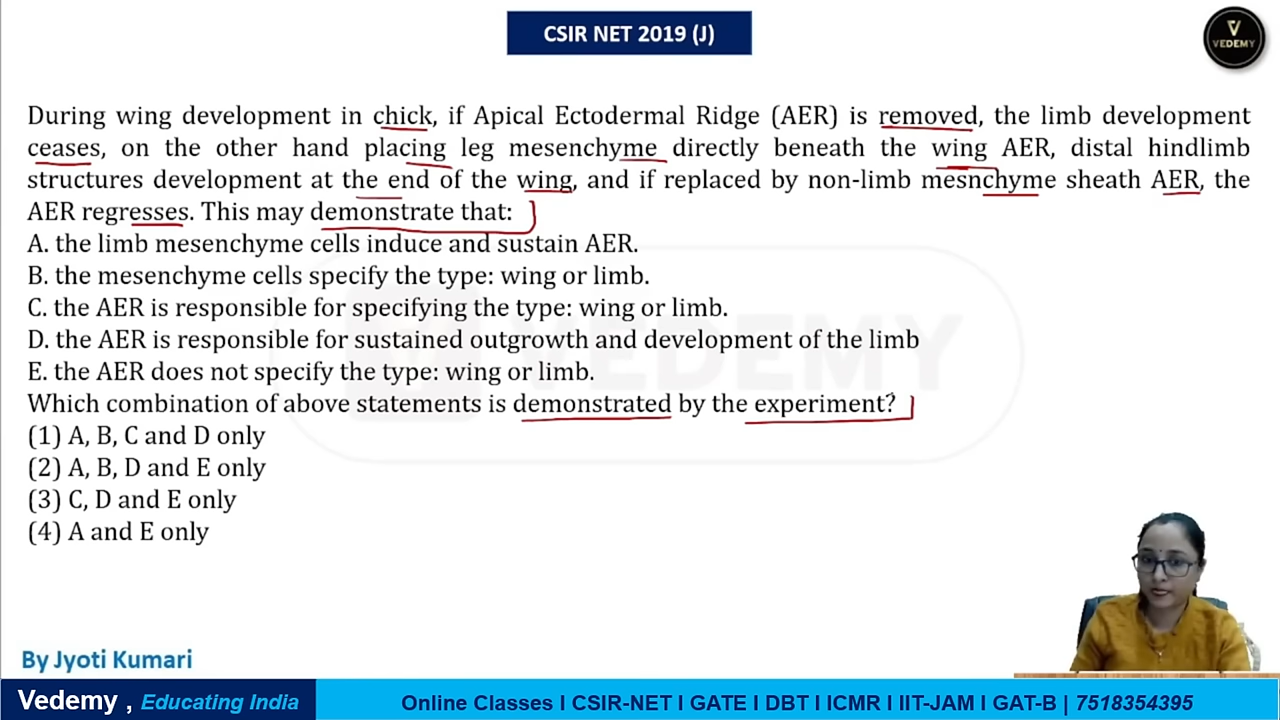 CSIR NET 2019 (J)
VEDEMY
During wing development in chick, if Apical Ectodermal Ridge (AER) is removed, the limb development
ceases, on the other hand placing leg mesenchyme directly beneath the wing AER, distal hindlimb
structures development at the end of the wing, and if replaced by non-limb mesnchyme sheath AER, the
AER regresses. This may demonstrate that:
A. the limb mesenchyme cells induce and sustain AER.
B. the mesenchyme cells specify the type: wing or limb.
C. the AER is responsible for specifying the type: wing or limb.
D. the AER is responsible for sustained outgrowth and development of the limb
E. the AER does not specify the type: wing or limb.
Which combination of above statements is demonstrated by the experiment?
(1) A, B, C and D only
(2) A, B, D and E only
(3) C, D and E only
(4) A and E only
VEDEMY
By Jyoti Kumari
Vedemy , Educating India
Online Classes I CSIR-NET I GATE I DBT I ICMR I IIT-JAM I GAT-B | 7518354395